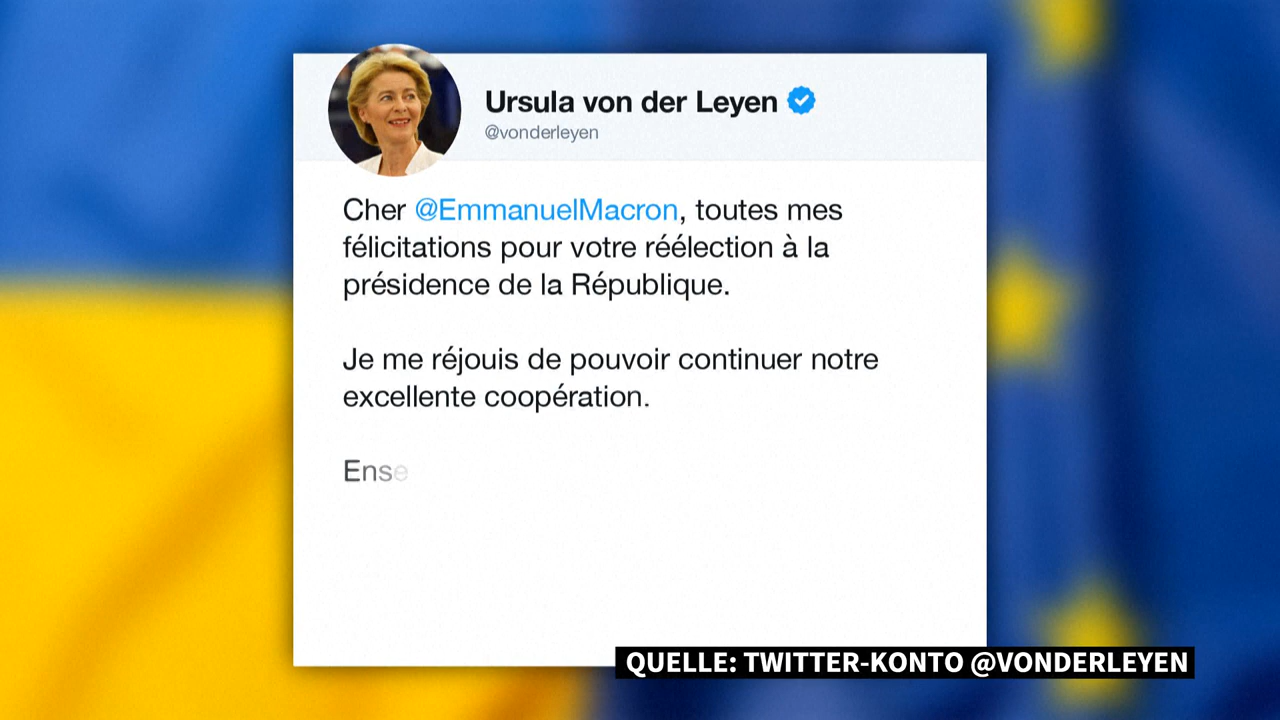 Ursula von der Leyen
@vonderleyen
Cher @EmmanuelMacron, toutes mes
félicitations pour votre réélection à la
présidence de la République.
Je me réjouis de pouvoir continuer notre
excellente coopération.
Ense
QUELLE: TWITTER-KONTO @VONDERLEYEN